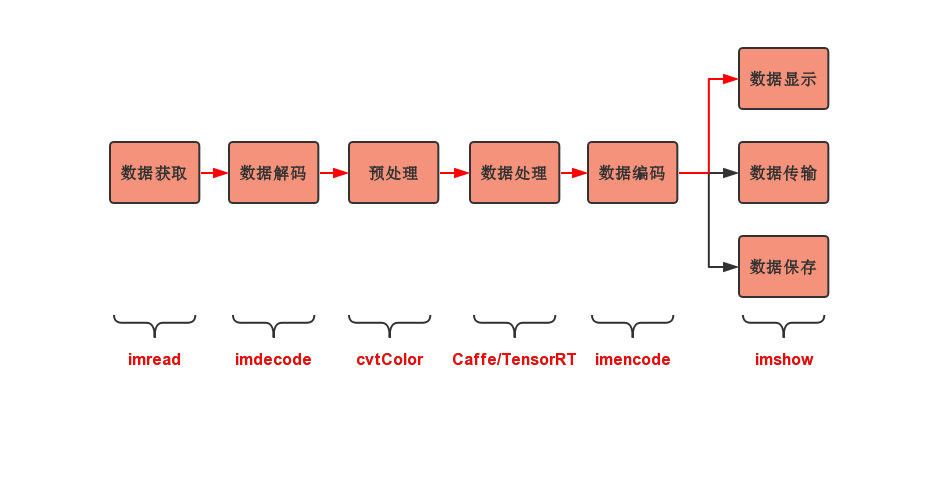 数据显示
数据获取
数据解码
预处理
数据处理
数据编码
数据传输
数据保存
imread
imdecode
cvtColor
Caffe/TensorRT
imencode
imshow